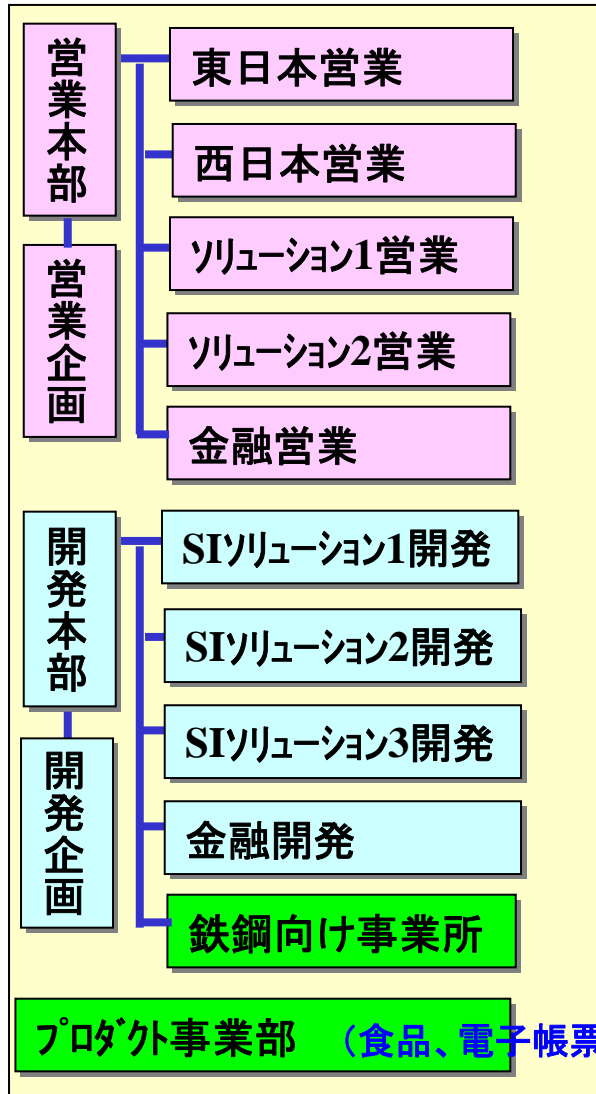 営業本部
東日本営業
西日本営業
ソリューション1営業
ソリューション2営業
金融営業
営業企画
開発本部
SIソリューション1開発
SIソリューション2開発
SIソリューション3開発
金融開発
鉄鋼向け事業所
開発企画
プロダクト事業部 (食品、電子帳票